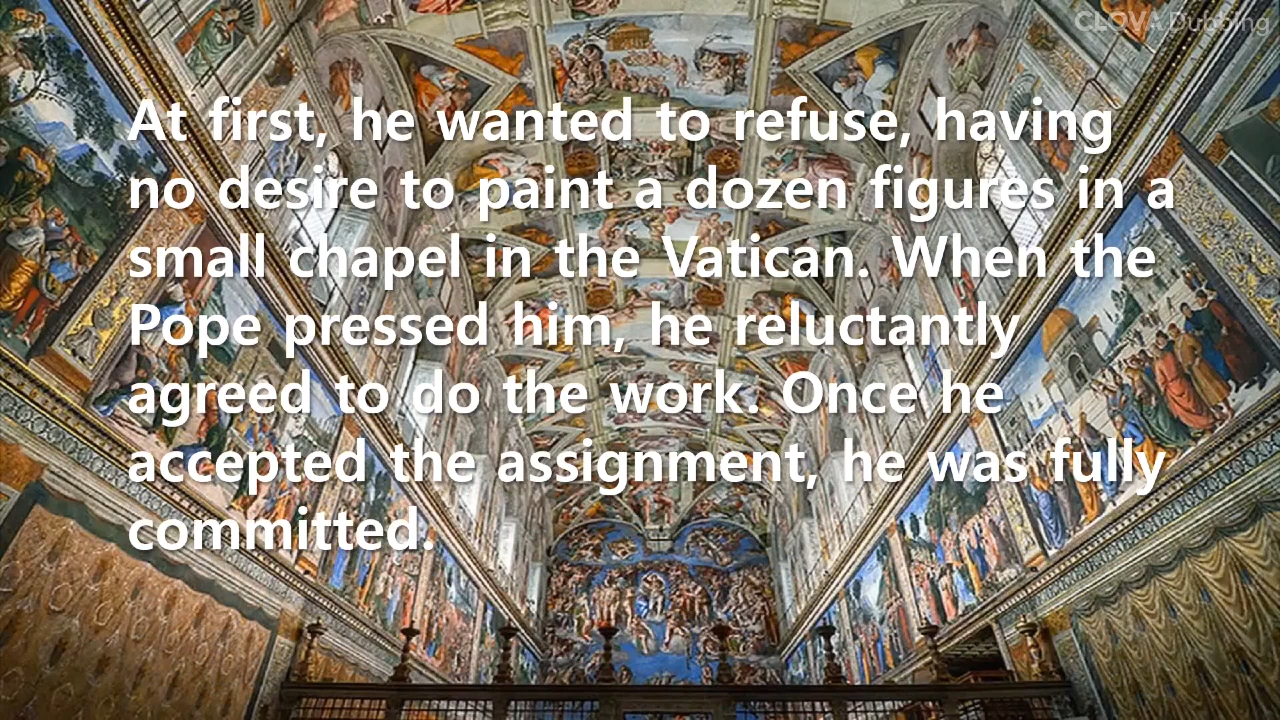 CLOVA Dubbing
At first, he wanted to refuse, having
no desire to paint a dozen figures in a
small chapel in the Vatican. When the
Pope pressed him, he reluctantly
agreed to do the work. Once he
accepted the assignment, he was fully
committed.